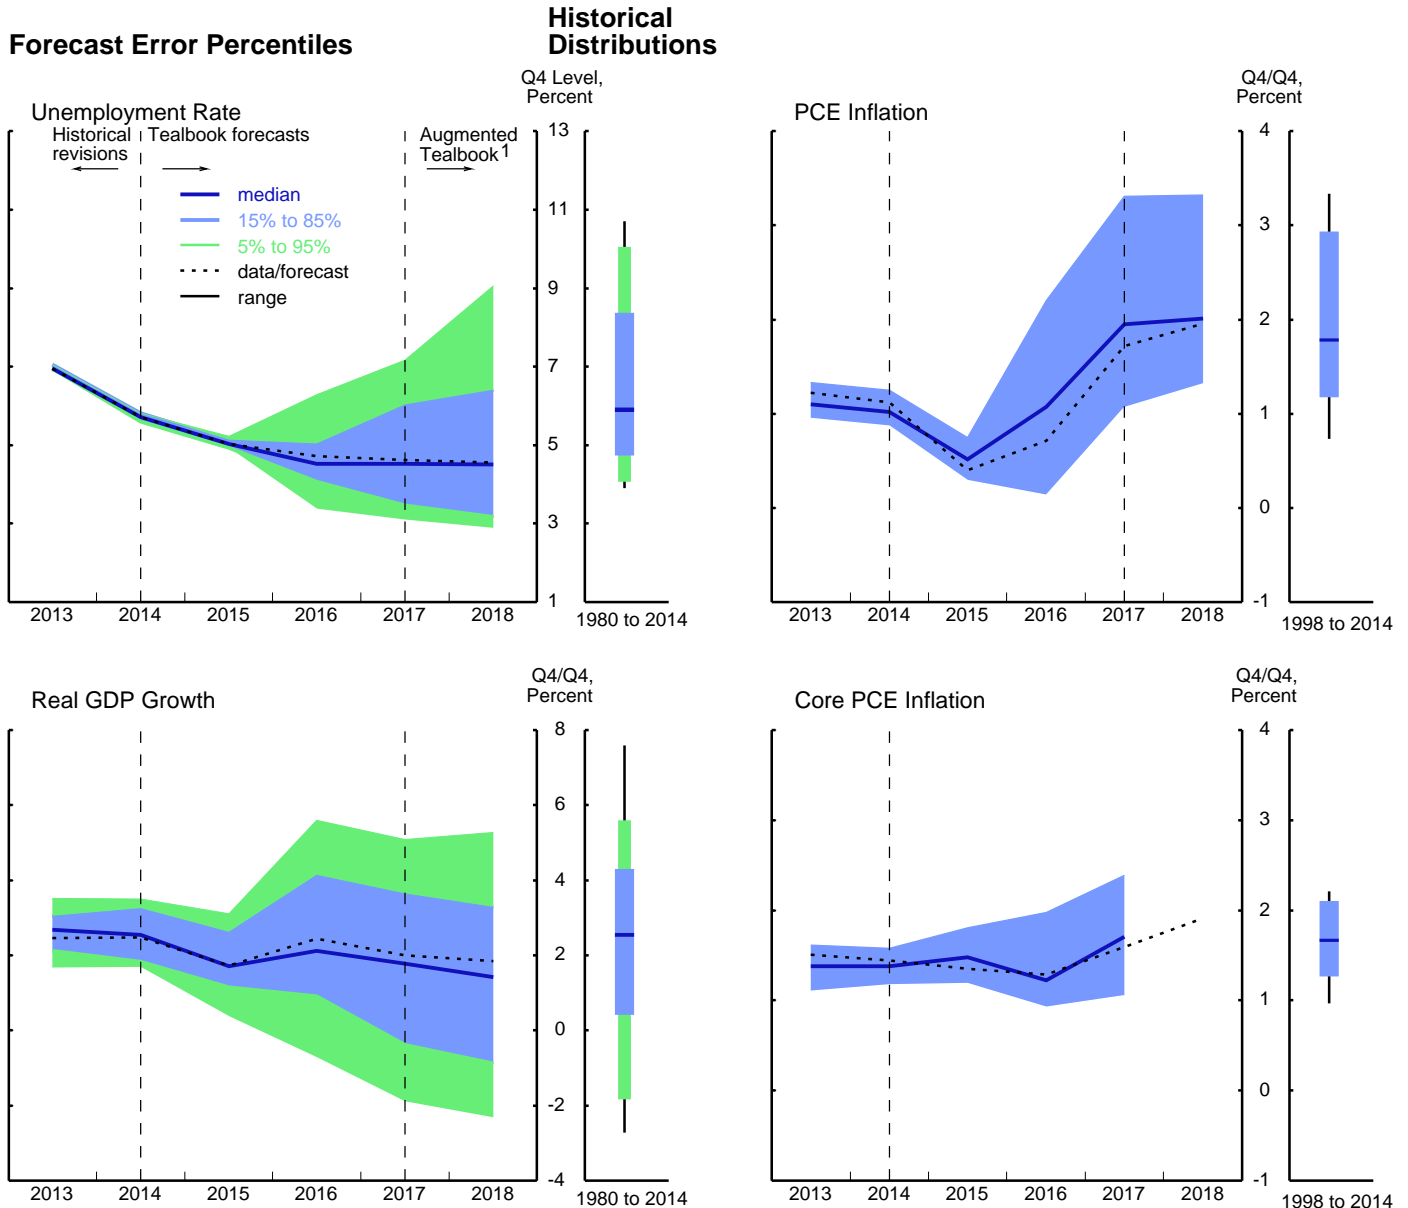 Forecast Error Percentiles
Historical
Distributions
Unemployment Rate
Q4 Level,
Percent
Historical
revisions
Tealbook forecasts
Augmented
Tealbook1
median
15% to 85%
5% to 95%
data/forecast
range
13
11
9
7
5
3
1
2013 2014 2015 2016 2017 2018
1980 to 2014
PCE Inflation
Q4/Q4,
Percent
4
3
2
1
0
-1
2013 2014 2015 2016 2017 2018
1998 to 2014
Real GDP Growth
Q4/Q4,
Percent
8
6
4
2
0
-2
-4
2013 2014 2015 2016 2017 2018
1980 to 2014
Core PCE Inflation
Q4/Q4,
Percent
4
3
2
1
0
-1
2013 2014 2015 2016 2017 2018
1998 to 2014